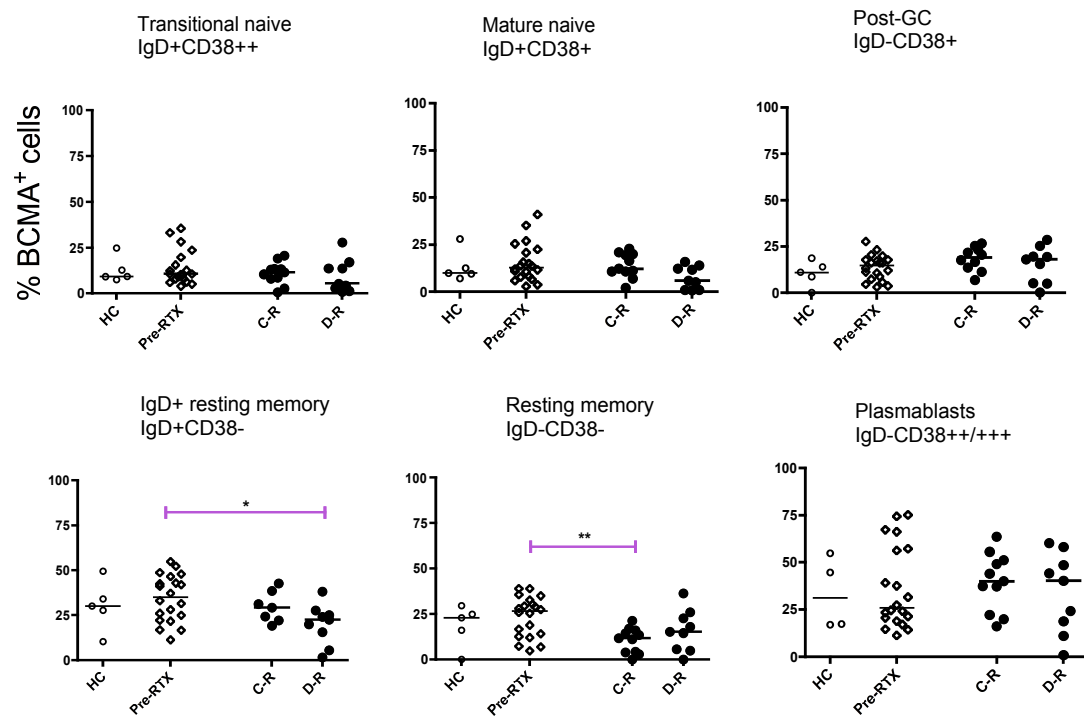 Transitional naive
IgD+CD38++
Mature naive
IgD+CD38+
Post-GC
IgD-CD38+
% BCMA+ cells
100
75
50
25
0
HC
Pre-RTX
C-R
D-R
100
75
50
25
0
HC
Pre-RTX
C-R
D-R
100
75
50
25
0
HC
Pre-RTX
C-R
D-R
IgD+ resting memory
IgD+CD38-
Resting memory
IgD-CD38-
Plasmablasts
IgD-CD38++/+++
100
75
50
25
0
*
HC
Pre-RTX
C-R
D-R
100
75
50
25
0
**
HC
Pre-RTX
C-R
D-R
100
75
50
25
0
HC
Pre-RTX
C-R
D-R